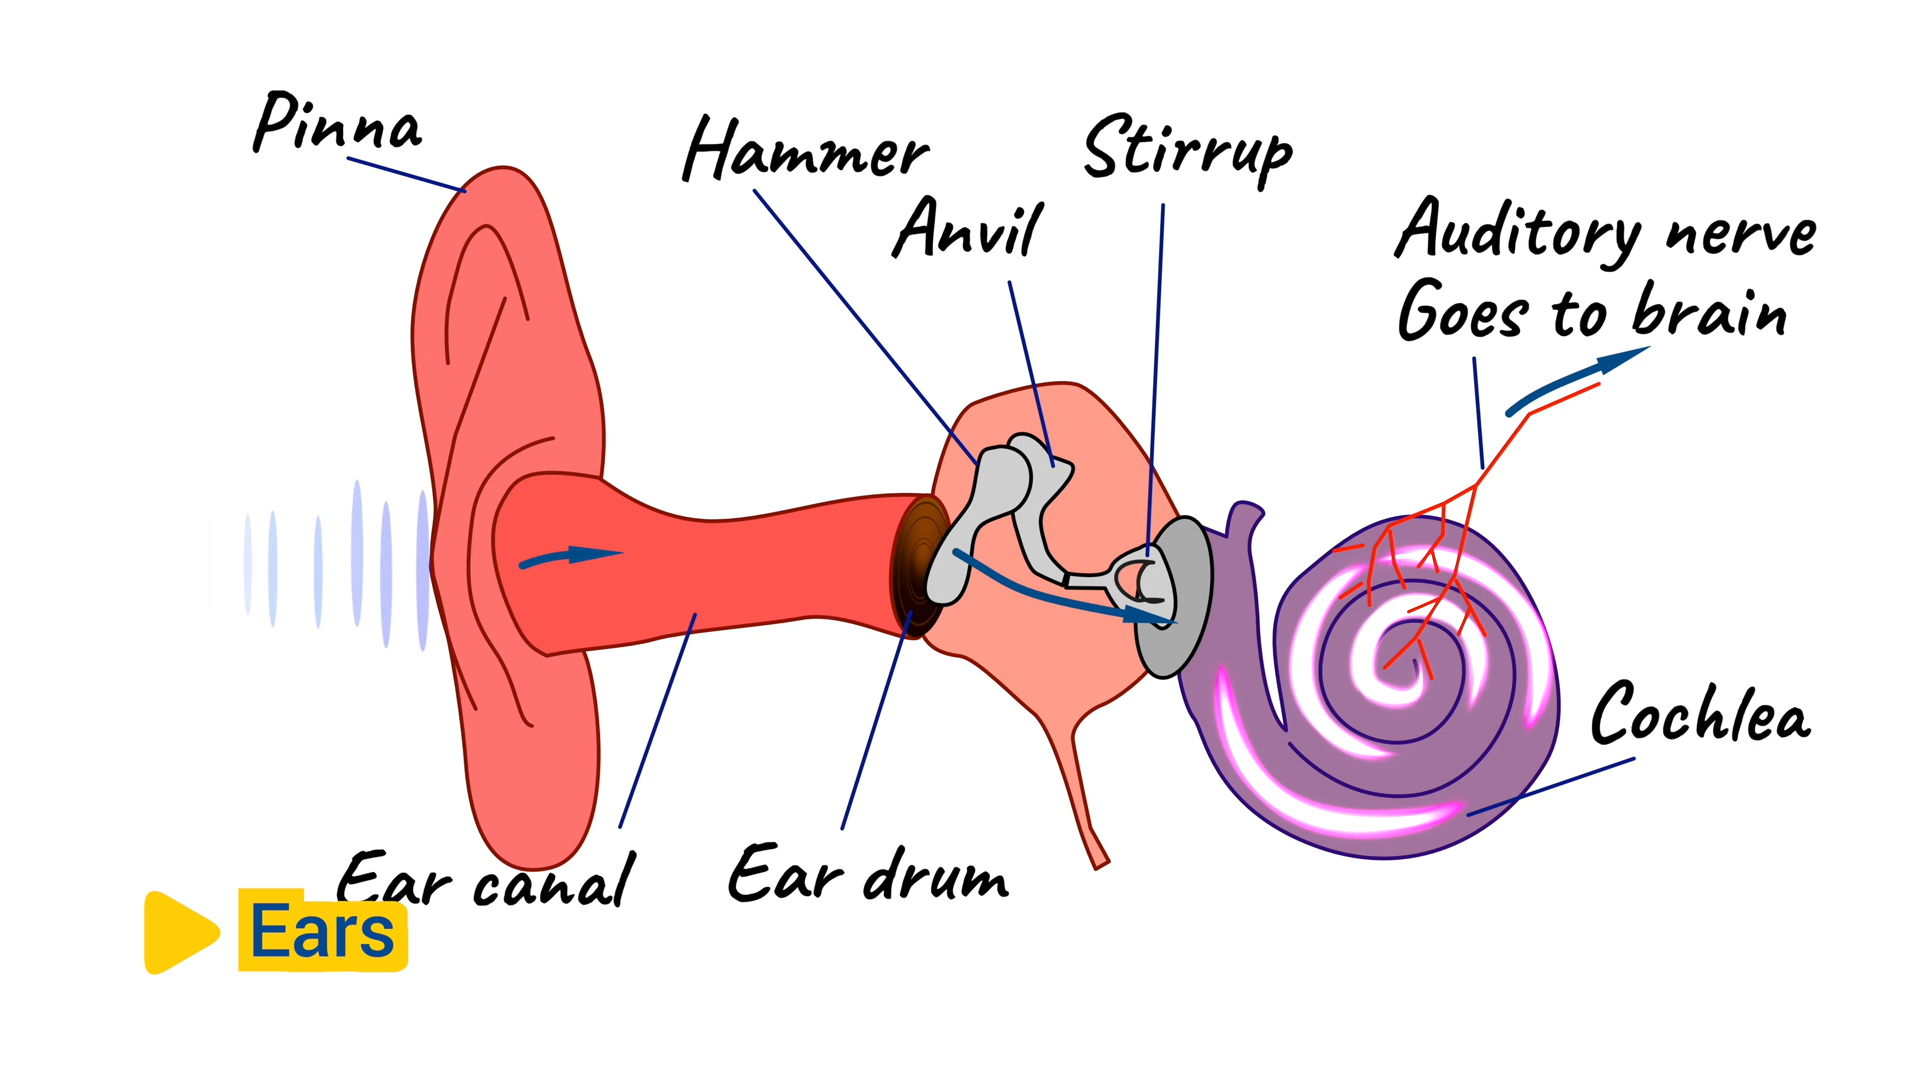 Pinna
Hammer
Stirrup
Anvil
Auditory nerve
Goes to brain
Cochlea
Ear canal
Ear drum
Ears